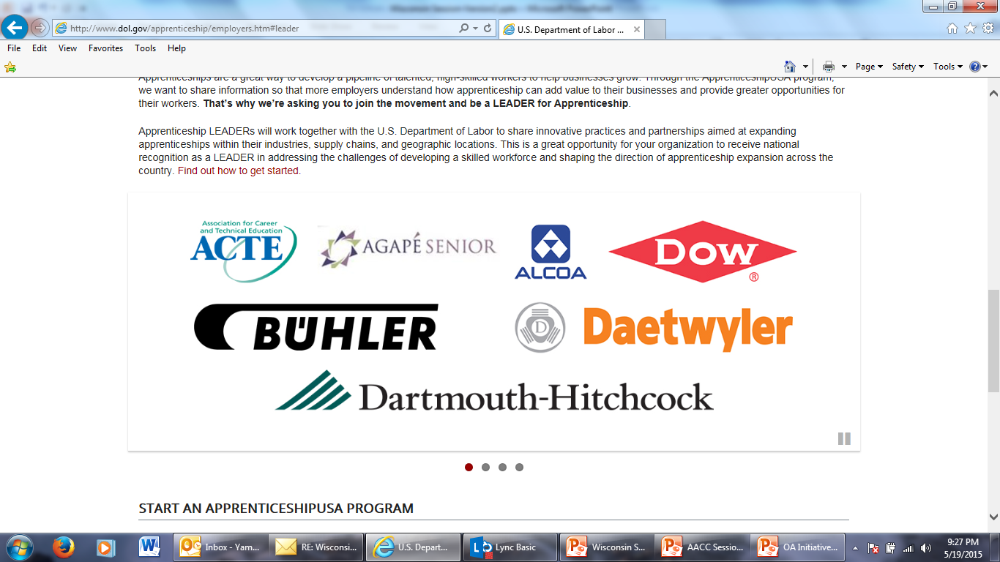 Wisconsin Session Version2.pptx - Microsoft PowerPoint
http://www.dol.gov/apprenticeship/employers.htm#leader
U.S. Department of Labor ...
File Edit View Favorites Tools Help
Page Safety Tools
Apprenticeships are a great way to develop a pipeline of talented, high-skilled workers to help businesses grow. Through the ApprenticeshipUSA program,
we want to share information so that more employers understand how apprenticeship can add value to their businesses and provide greater opportunities for
their workers. That's why we're asking you to join the movement and be a LEADER for Apprenticeship.
Apprenticeship LEADERs will work together with the U.S. Department of Labor to share innovative practices and partnerships aimed at expanding
apprenticeships within their industries, supply chains, and geographic locations. This is a great opportunity for your organization to receive national
recognition as a LEADER in addressing the challenges of developing a skilled workforce and shaping the direction of apprenticeship expansion across the
country. Find out how to get started.
Association for Career
and Technical Education
ACTE
AGAPÉ SENIOR
ALCOA
DOW
®
BÜHLER
D
Daetwyler
Dartmouth-Hitchcock
START AN APPRENTICESHIPUSA PROGRAM
Inbox - Yam... RE: Wisconsi... U.S. Depart... Lync Basic Wisconsin S... AACC Sessio... OA Initiative...
9:27 PM
5/19/2015